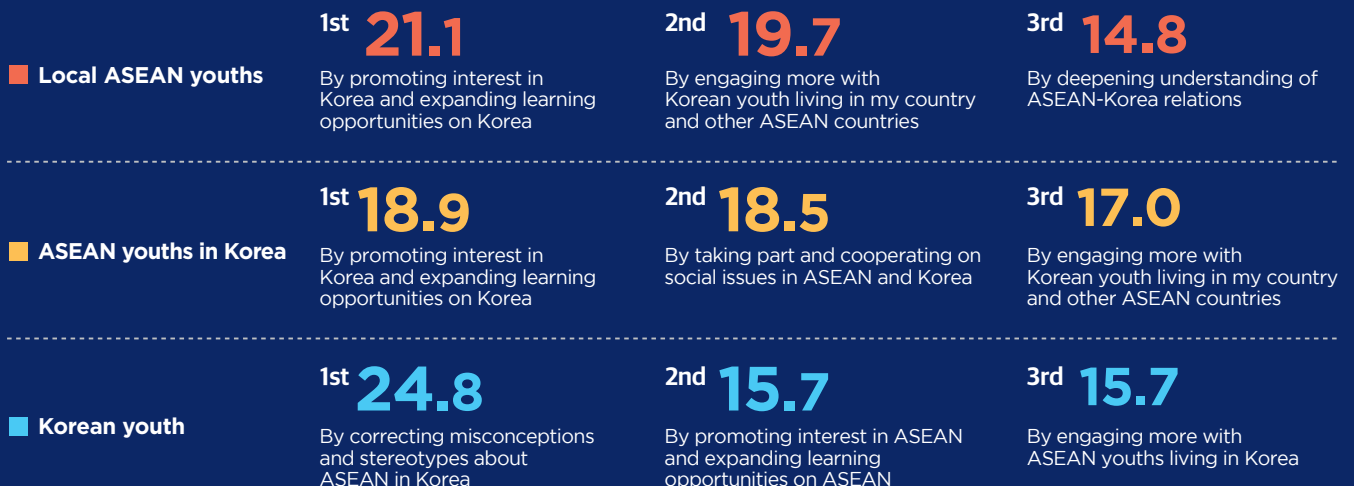 Local ASEAN youths
1st 21.1
By promoting interest in
Korea and expanding learning
opportunities on Korea
2nd 19.7
By engaging more with
Korean youth living in my country
and other ASEAN countries
3rd 14.8
By deepening understanding of
ASEAN-Korea relations
ASEAN youths in Korea
1st 18.9
By promoting interest in
Korea and expanding learning
opportunities on Korea
2nd 18.5
By taking part and cooperating on
social issues in ASEAN and Korea
3rd 17.0
By engaging more with
Korean youth living in my country
and other ASEAN countries
Korean youth
1st 24.8
By correcting misconceptions
and stereotypes about
ASEAN in Korea
2nd 15.7
By promoting interest in ASEAN
and expanding learning
opportunities on ASEAN
3rd 15.7
By engaging more with
ASEAN youths living in Korea